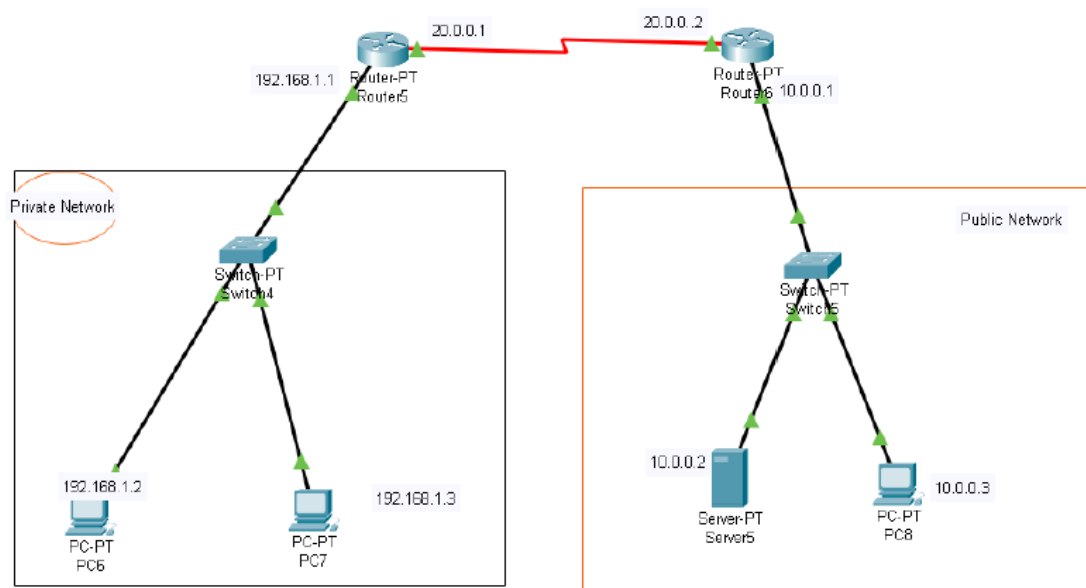 20.0.0.1
20.0.0..2
Router-PT
Router5
Router-PT
Router6
192.168.1.1
10.0.0.1
Private Network
Public Network
Switch-PT
Switch4
Switch-PT
Switch5
192.168.1.2
192.168.1.3
10.0.0.2
10.0.0.3
PC-PT
PC6
PC-PT
PC7
Server-PT
Server5
PC-PT
PC8